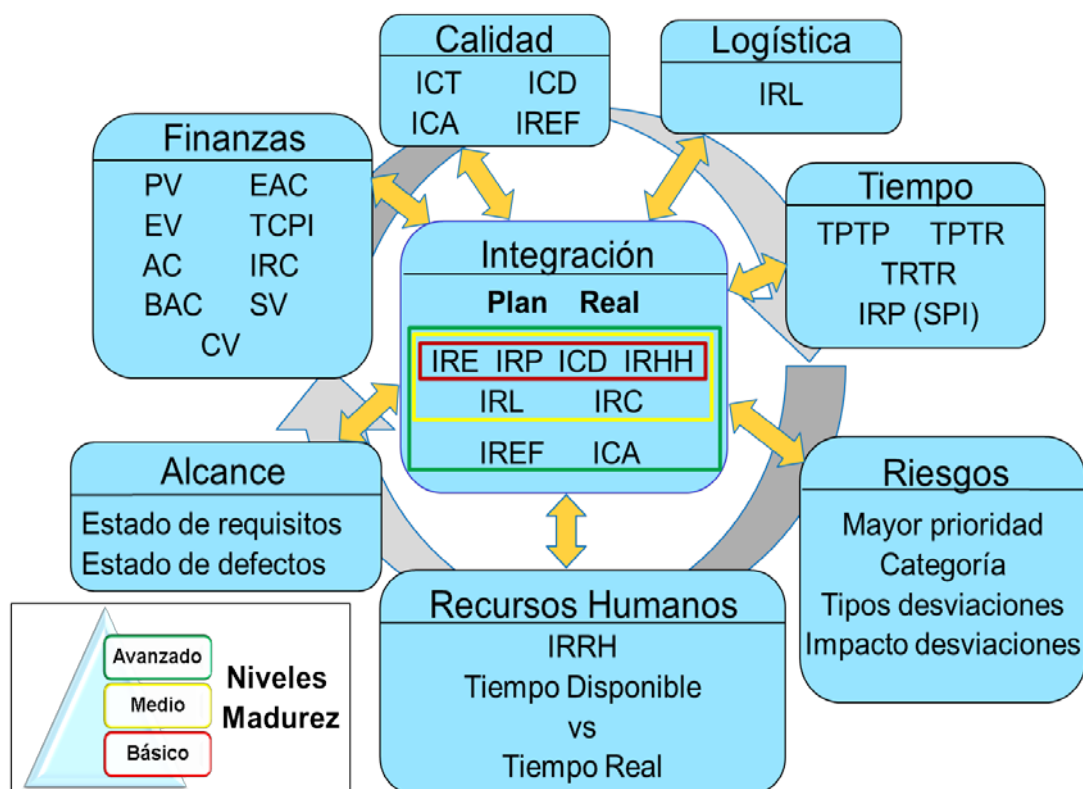 Calidad
ICT ICD
ICA IREF
Logística
IRL
Finanzas
PV EAC
EV TCPI
AC IRC
BAC SV
CV
Tiempo
TPTP TPTR
TRTR
IRP (SPI)
Integración
Plan Real
IRE IRP ICD IRHH
IRL IRC
IREF ICA
Alcance
Estado de requisitos
Estado de defectos
Riesgos
Mayor prioridad
Categoría
Tipos desviaciones
Impacto desviaciones
Recursos Humanos
IRRH
Tiempo Disponible
vs
Tiempo Real
Avanzado
Medio
Básico
Niveles
Madurez